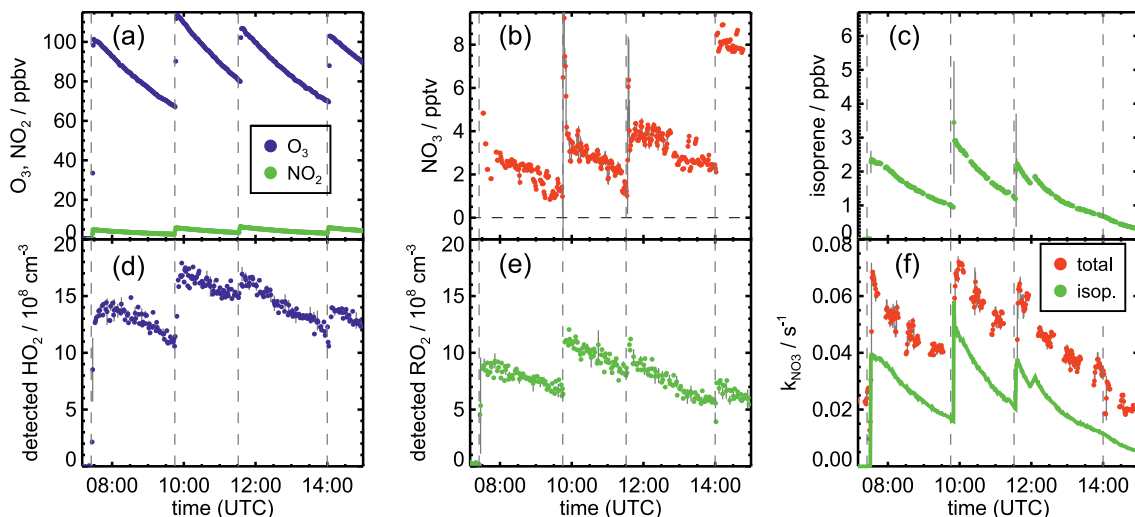 (a)
O3, NO2 / ppbv
100
80
60
40
20
0
O3
NO2
(b)
NO3 / pptv
8
6
4
2
0
(c)
isoprene / ppbv
6
5
4
3
2
1
0
(d)
detected HO2 / 10^8 cm^-3
20
15
10
5
0
08:00 10:00 12:00 14:00
time (UTC)
(e)
detected RO2 / 10^8 cm^-3
20
15
10
5
0
08:00 10:00 12:00 14:00
time (UTC)
(f)
kNO3 / s^-1
0.08
0.06
0.04
0.02
0.00
total
isop.
08:00 10:00 12:00 14:00
time (UTC)